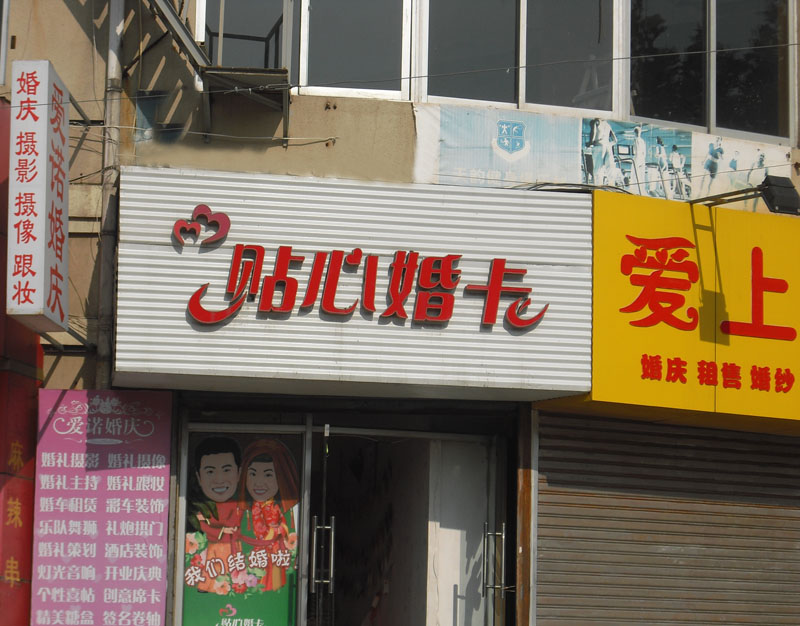 婚庆 摄影 摄像 跟妆
爱诺婚庆
贴心婚卡
爱上
婚庆 租售 婚纱
爱诺婚庆
婚礼摄影 婚礼摄像
婚礼主持 婚礼跟妆
婚车租赁 彩车装饰
乐队舞狮 礼炮拱门
婚礼策划 酒店装饰
灯光音响 开业庆典
个性喜帖 创意席卡
精美糖盒 签名卷轴
我们结婚啦
贴心婚卡
麻辣串